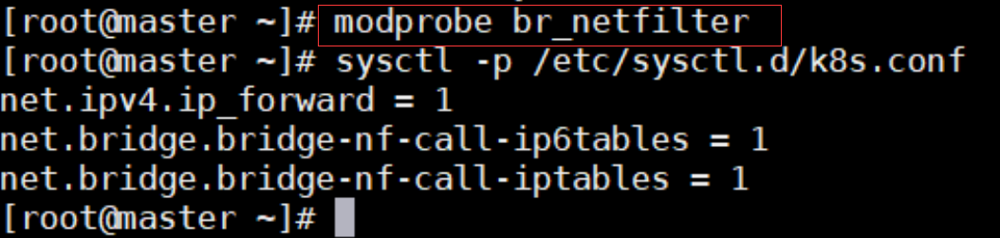 [root@master ~]# modprobe br_netfilter
[root@master ~]# sysctl -p /etc/sysctl.d/k8s.conf
net.ipv4.ip_forward = 1
net.bridge.bridge-nf-call-ip6tables = 1
net.bridge.bridge-nf-call-iptables = 1
[root@master ~]#